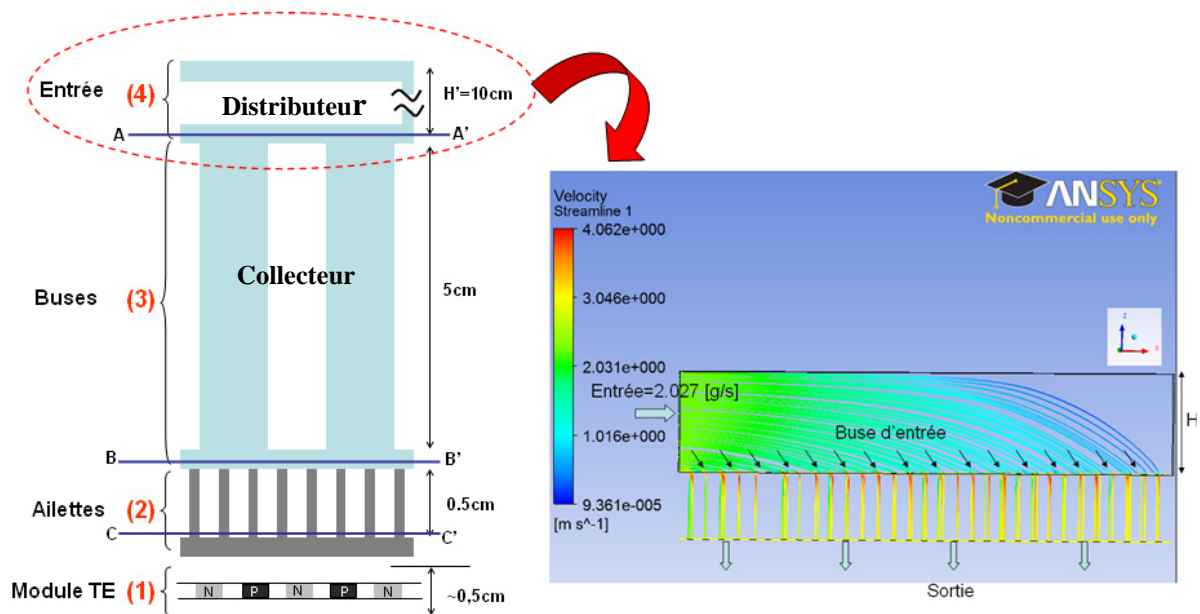 Entrée (4)
Distributeur
H'=10cm
A
A'
Buses (3)
Collecteur
5cm
B
B'
Ailettes (2)
0.5cm
C
C'
Module TE (1)
N P N P N
~0,5cm
Velocity
Streamline 1
4.062e+000
3.046e+000
2.031e+000
1.016e+000
9.361e-005
[m s^-1]
ANSYS
Noncommercial use only
z
x
Entrée=2.027 [g/s]
Buse d'entrée
H'
Sortie